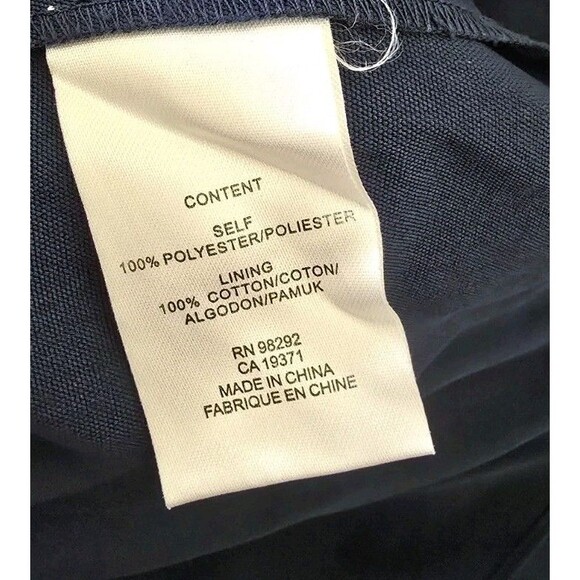 CONTENT
SELF
100% POLYESTER/POLIESTER
LINING
100% COTTON/COTON/
ALGODON/PAMUK
RN 98292
CA 19371
MADE IN CHINA
FABRIQUE EN CHINE